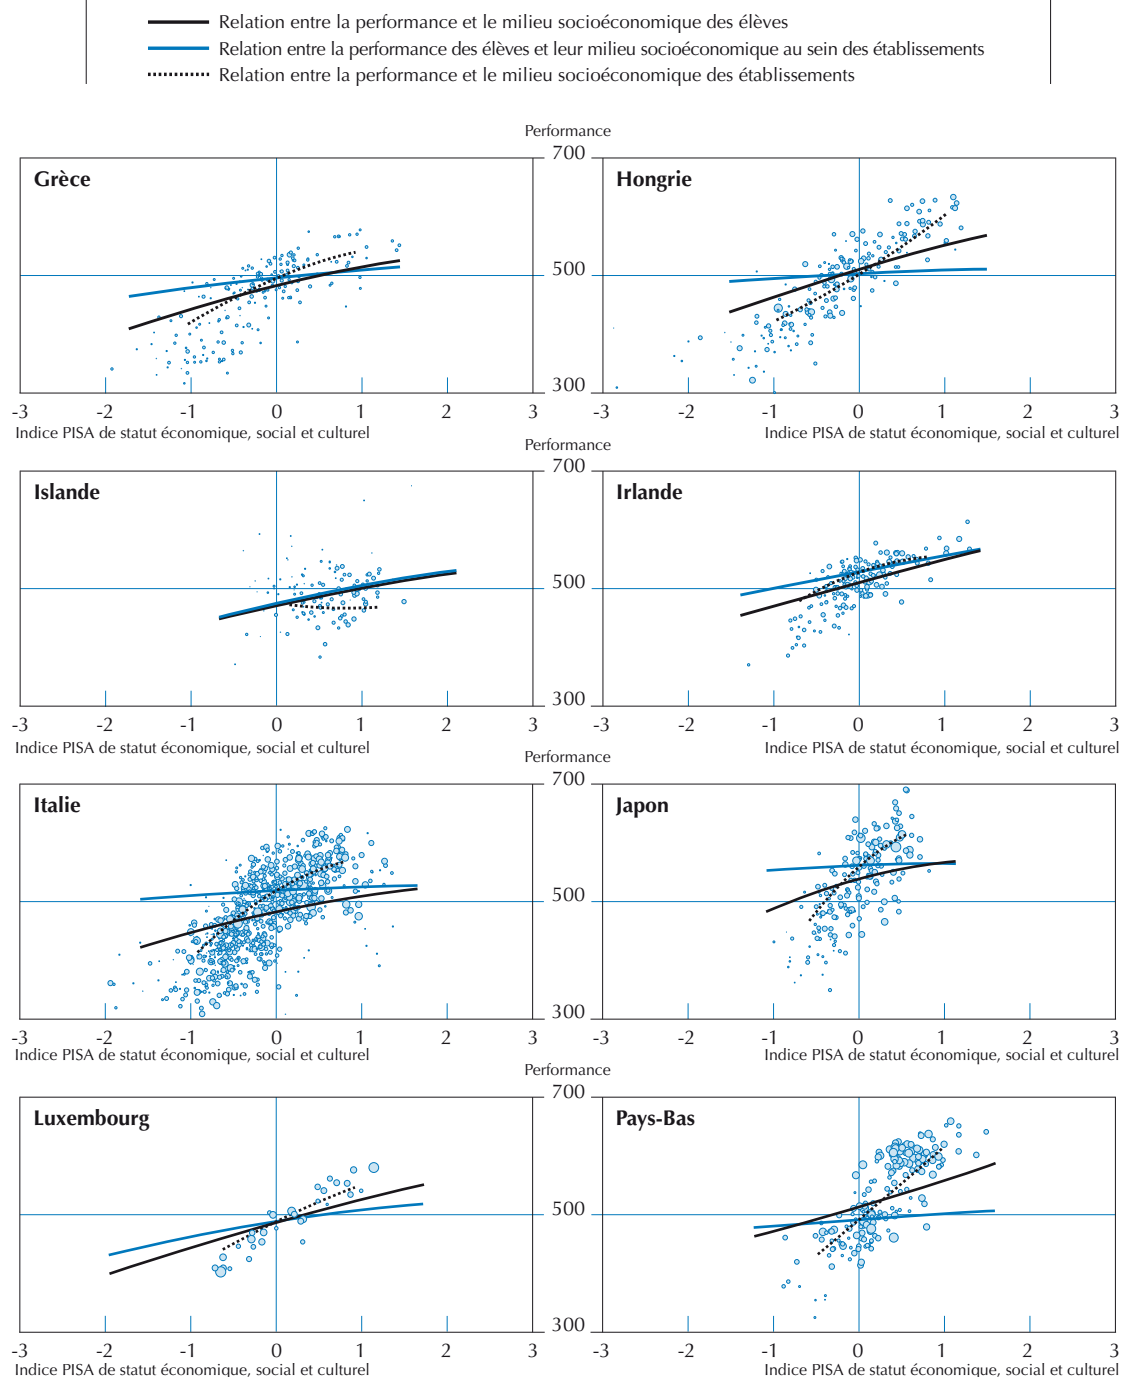 Relation entre la performance et le milieu socioéconomique des élèves
Relation entre la performance des élèves et leur milieu socioéconomique au sein des établissements
Relation entre la performance et le milieu socioéconomique des établissements
Performance
700
Grèce
Hongrie
500
300
-3 -2 -1 0 1 2 3
-3 -2 -1 0 1 2 3
Indice PISA de statut économique, social et culturel
Indice PISA de statut économique, social et culturel
Performance
700
Islande
Irlande
500
300
-3 -2 -1 0 1 2 3
-3 -2 -1 0 1 2 3
Indice PISA de statut économique, social et culturel
Indice PISA de statut économique, social et culturel
Performance
700
Italie
Japon
500
300
-3 -2 -1 0 1 2 3
-3 -2 -1 0 1 2 3
Indice PISA de statut économique, social et culturel
Indice PISA de statut économique, social et culturel
Performance
700
Luxembourg
Pays-Bas
500
300
-3 -2 -1 0 1 2 3
-3 -2 -1 0 1 2 3
Indice PISA de statut économique, social et culturel
Indice PISA de statut économique, social et culturel